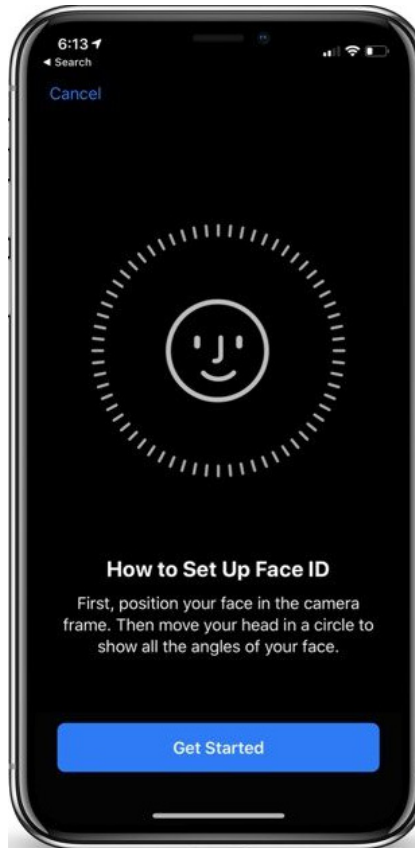 6:13
Search
Cancel
How to Set Up Face ID
First, position your face in the camera
frame. Then move your head in a circle to
show all the angles of your face.
Get Started